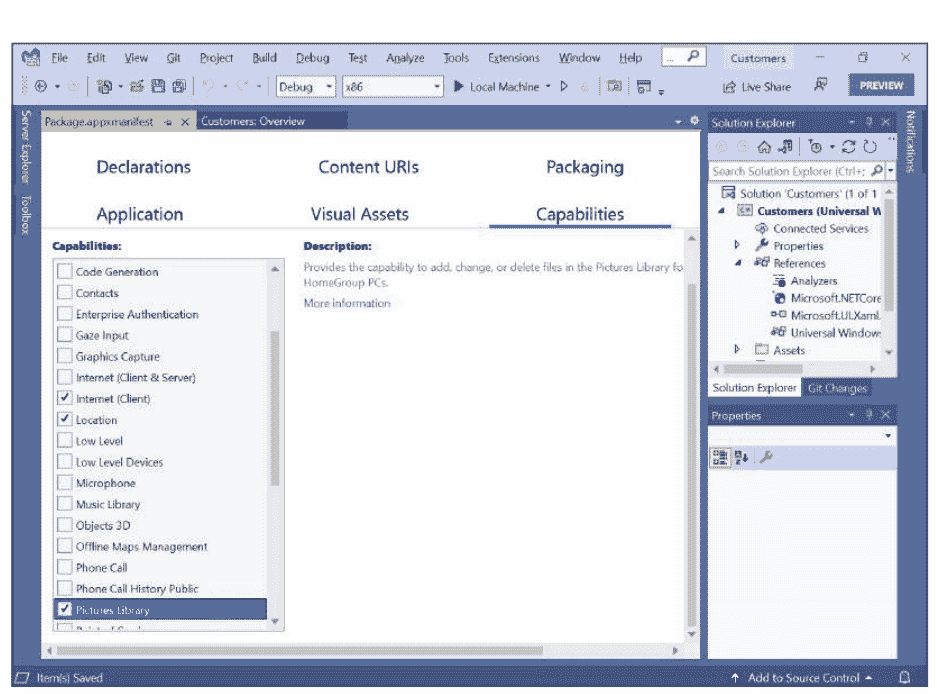 File Edit View Git Project Build Debug Test Analyze Tools Extensions Window Help ... Customers
Debug x86 Local Machine Live Share PREVIEW
Server Explorer
Toolbox
Package.appxmanifest Customers: Overview
Declarations Content URIs Packaging
Application Visual Assets Capabilities
Capabilities:
Code Generation
Contacts
Enterprise Authentication
Gaze Input
Graphics Capture
Internet (Client & Server)
Internet (Client)
Location
Low Level
Low Level Devices
Microphone
Music Library
Objects 3D
Offline Maps Management
Phone Call
Phone Call History Public
Pictures Library
Description:
Provides the capability to add, change, or delete files in the Pictures Library fo
HomeGroup PCs.
More information
Solution Explorer
Search Solution Explorer (Ctrl+;
Solution 'Customers' (1 of 1
Customers (Universal W
Connected Services
Properties
References
Analyzers
Microsoft.NETCore
Microsoft.UI.Xaml.
Universal Window
Assets
Solution Explorer Git Changes
Properties
Notifications
Item(s) Saved Add to Source Control